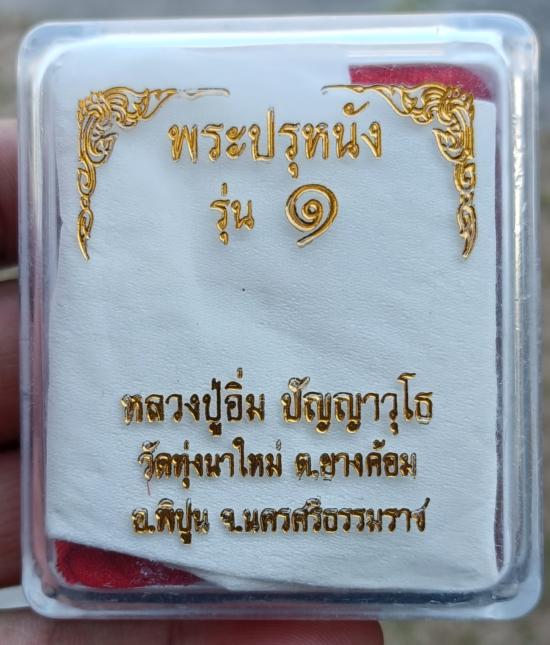 พระปรุหนัง
รุ่น ๑
หลวงปู่อิ่ม ปัญญาวุโธ
วัดทุ่งนาใหม่ ต.ยางค้อม
อ.พิปูน จ.นครศรีธรรมราช